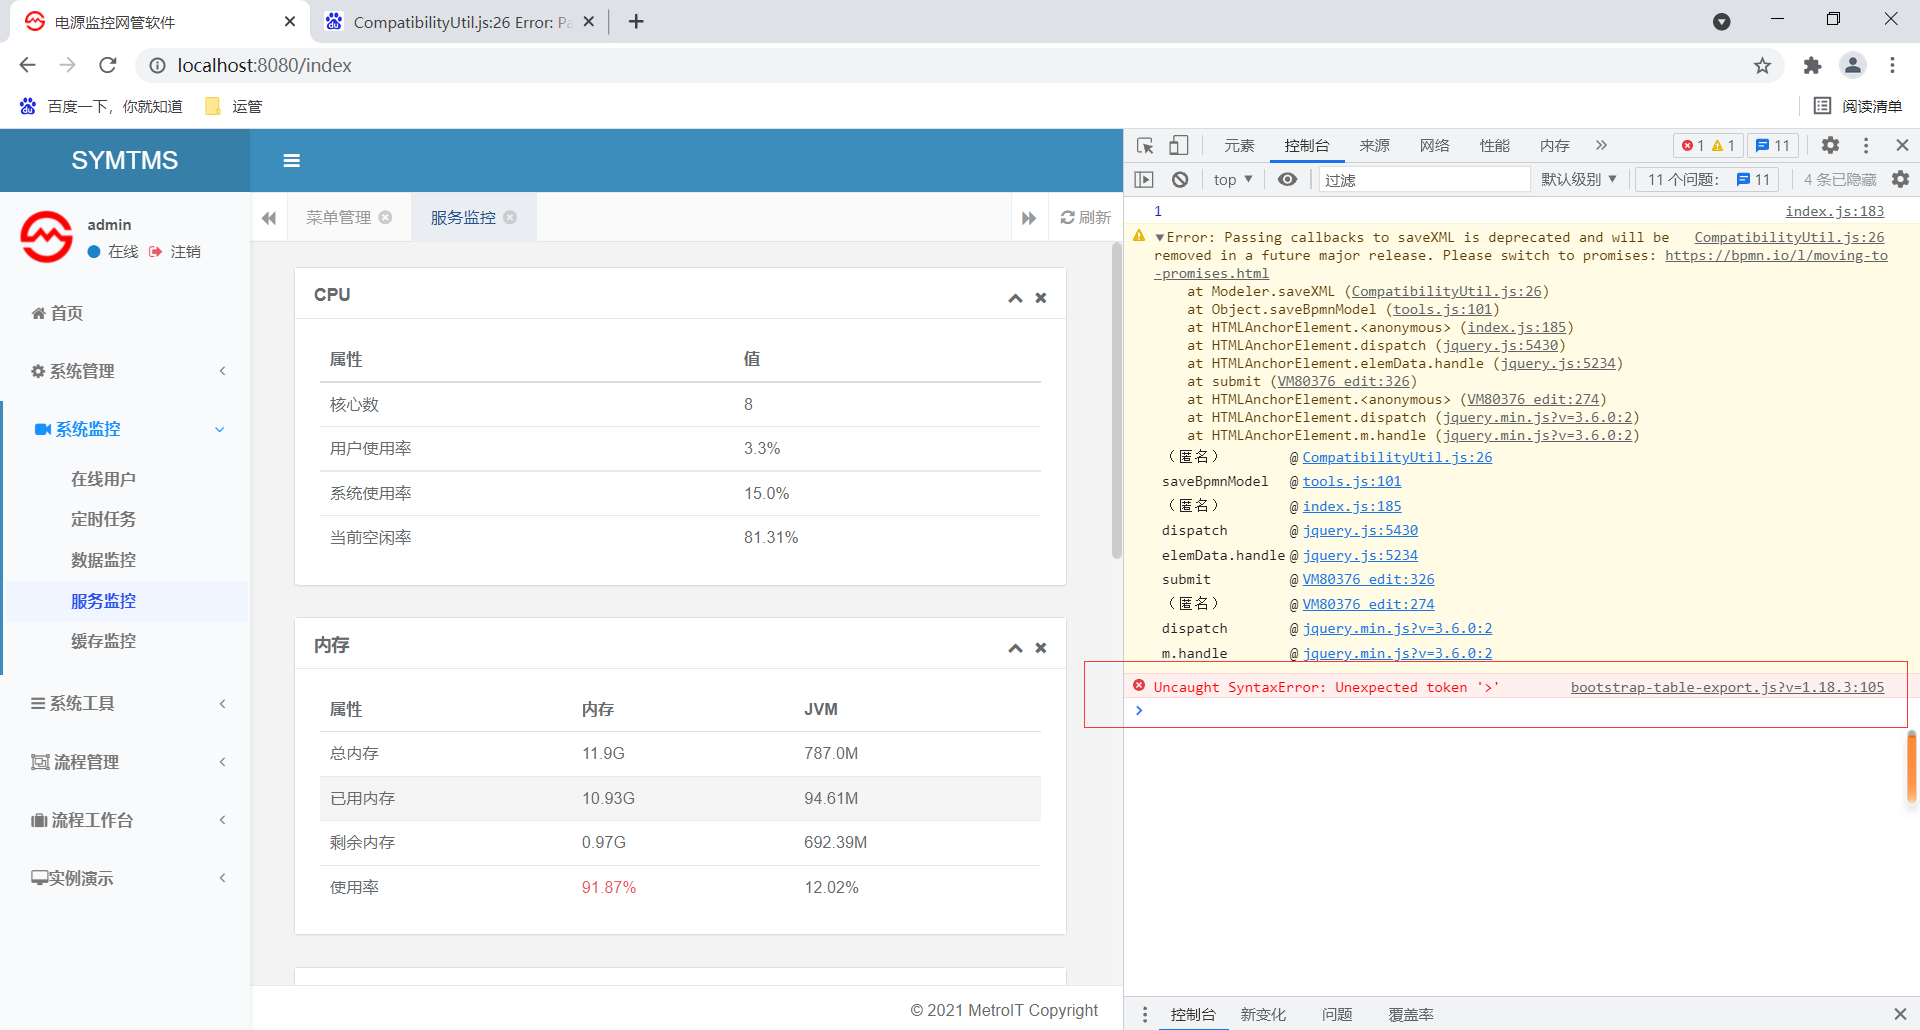 电源监控网管软件
CompatibilityUtil.js:26 Error: Pa
localhost:8080/index
百度一下，你就知道
运管
阅读清单
SYMTMS
admin
在线 注销
首页
系统管理
系统监控
在线用户
定时任务
数据监控
服务监控
缓存监控
系统工具
流程管理
流程工作台
实例演示
菜单管理
服务监控
刷新
CPU
属性 值
核心数 8
用户使用率 3.3%
系统使用率 15.0%
当前空闲率 81.31%
内存
属性 内存 JVM
总内存 11.9G 787.0M
已用内存 10.93G 94.61M
剩余内存 0.97G 692.39M
使用率 91.87% 12.02%
© 2021 MetroIT Copyright
元素 控制台 来源 网络 性能 内存 » 1 1 11
top 过滤 默认级别 11 个问题: 11 4 条已隐藏
1 index.js:183
Error: Passing callbacks to saveXML is deprecated and will be CompatibilityUtil.js:26
removed in a future major release. Please switch to promises: https://bpmn.io/l/moving-to
-promises.html
at Modeler.saveXML (CompatibilityUtil.js:26)
at Object.saveBpmnModel (tools.js:101)
at HTMLAnchorElement.<anonymous> (index.js:185)
at HTMLAnchorElement.dispatch (jquery.js:5430)
at HTMLAnchorElement.elemData.handle (jquery.js:5234)
at submit (VM80376 edit:326)
at HTMLAnchorElement.<anonymous> (VM80376 edit:274)
at HTMLAnchorElement.dispatch (jquery.min.js?v=3.6.0:2)
at HTMLAnchorElement.m.handle (jquery.min.js?v=3.6.0:2)
（匿名） @ CompatibilityUtil.js:26
saveBpmnModel @ tools.js:101
（匿名） @ index.js:185
dispatch @ jquery.js:5430
elemData.handle @ jquery.js:5234
submit @ VM80376 edit:326
（匿名） @ VM80376 edit:274
dispatch @ jquery.min.js?v=3.6.0:2
m.handle @ jquery.min.js?v=3.6.0:2
Uncaught SyntaxError: Unexpected token '>' bootstrap-table-export.js?v=1.18.3:105
控制台 新变化 问题 覆盖率